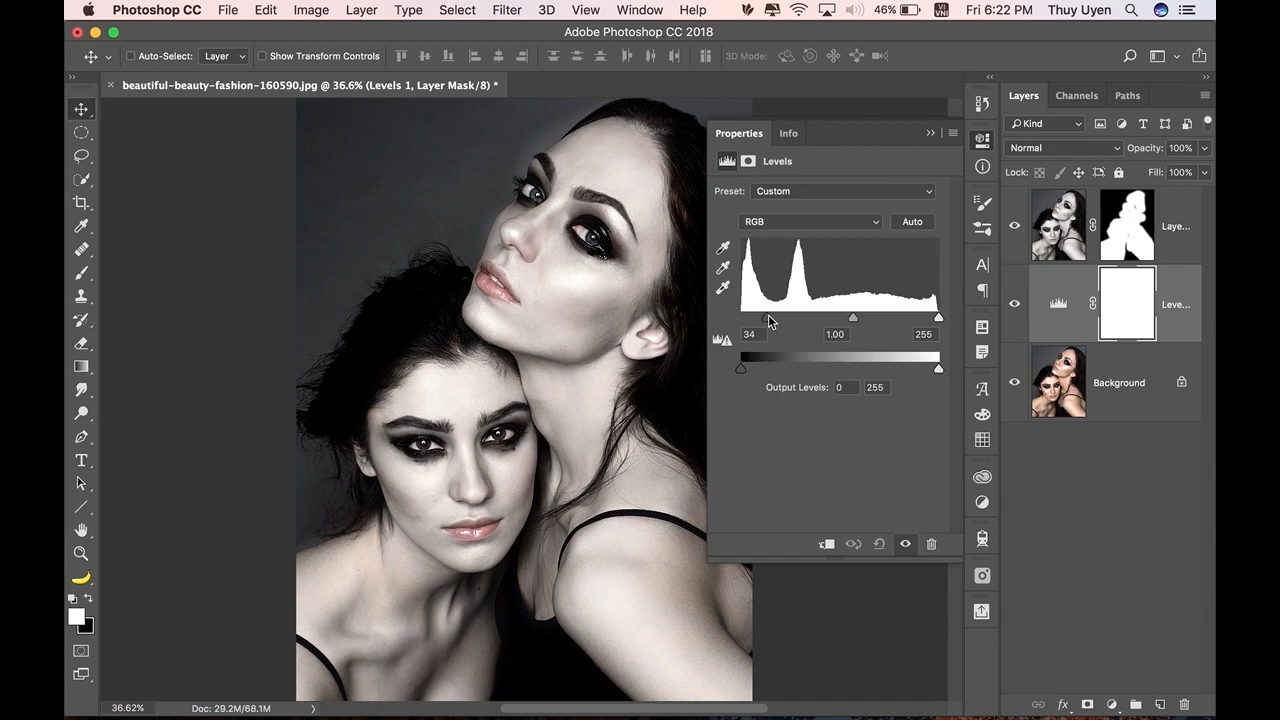 Photoshop CC File Edit Image Layer Type Select Filter 3D View Window Help 46% VI VNI Fri 6:22 PM Thuy Uyen
Adobe Photoshop CC 2018
Auto-Select: Layer Show Transform Controls 3D Mode:
beautiful-beauty-fashion-160590.jpg @ 36.6% (Levels 1, Layer Mask/8) *
Properties Info
Levels
Preset: Custom
RGB Auto
34 1.00 255
Output Levels: 0 255
Layers Channels Paths
Kind
Normal Opacity: 100%
Lock: Fill: 100%
Laye...
Leve...
Background
36.62% Doc: 29.2M/68.1M